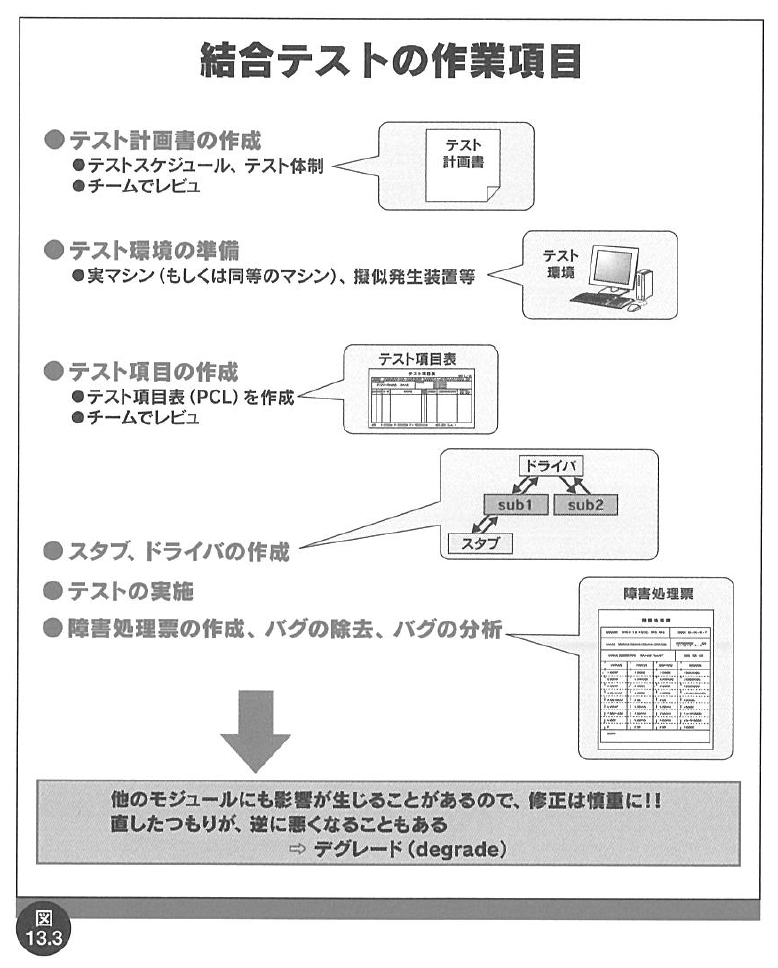 結合テストの作業項目
●テスト計画書の作成
●テストスケジュール、テスト体制
●チームでレビュ
テスト
計画書
●テスト環境の準備
●実マシン(もしくは同等のマシン)、擬似発生装置等
テスト
環境
●テスト項目の作成
●テスト項目表(PCL)を作成
●チームでレビュ
テスト項目表
テスト項目表
ドライバ
sub1 sub2
スタブ
●スタブ、ドライバの作成
●テストの実施
●障害処理票の作成、バグの除去、バグの分析
障害処理票
障害処理票
他のモジュールにも影響が生じることがあるので、修正は慎重に!!
直したつもりが、逆に悪くなることもある
⇨ デグレード(degrade)
図
13.3